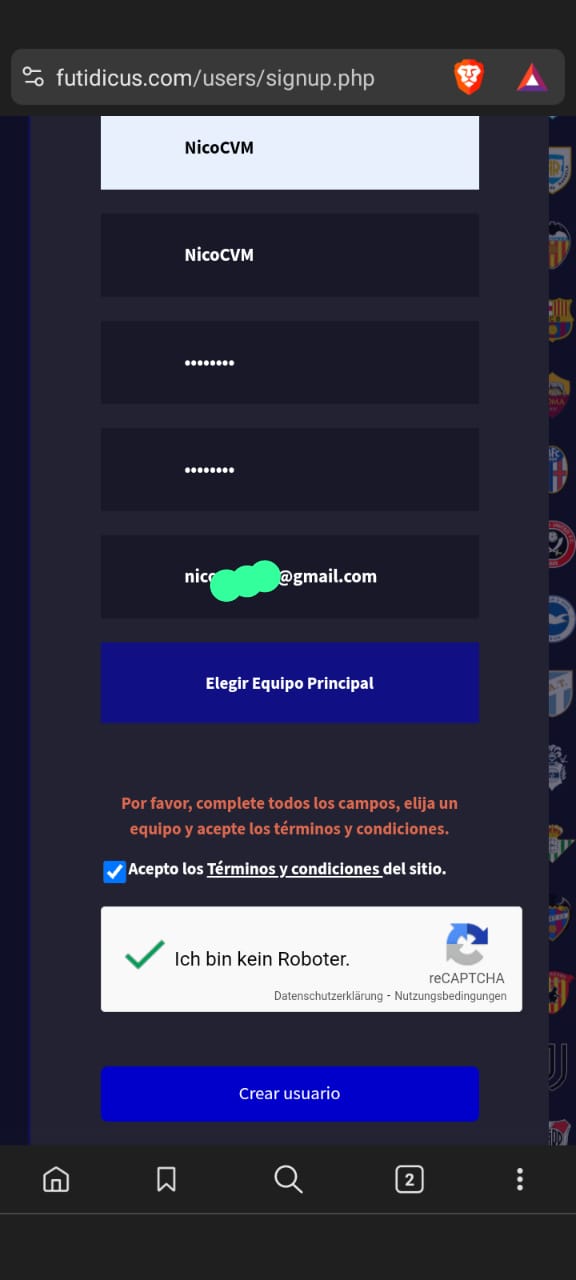 futidicus.com/users/signup.php
NicoCVM
NicoCVM
••••••••
••••••••
@gmail.com
Elegir Equipo Principal
Por favor, complete todos los campos, elija un
equipo y acepte los términos y condiciones.
Acepto los Términos y condiciones del sitio.
Ich bin kein Roboter.
reCAPTCHA
Datenschutzerklärung - Nutzungsbedingungen
Crear usuario
2